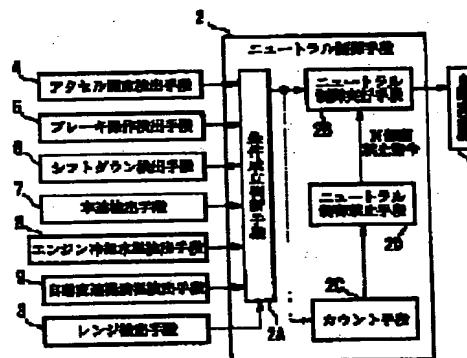 2
ニュートラル制御手段
4
アクセル開度検出手段
5
ブレーキ操作検出手段
6
シフトダウン検出手段
7
車速検出手段
エンジン冷却水温検出手段
9
自動変速機油温検出手段
レンジ検出手段
2A
ニュートラル
制御実行手段
2B
ニュートラル
制御禁止手段
2D
2C
カウント手段